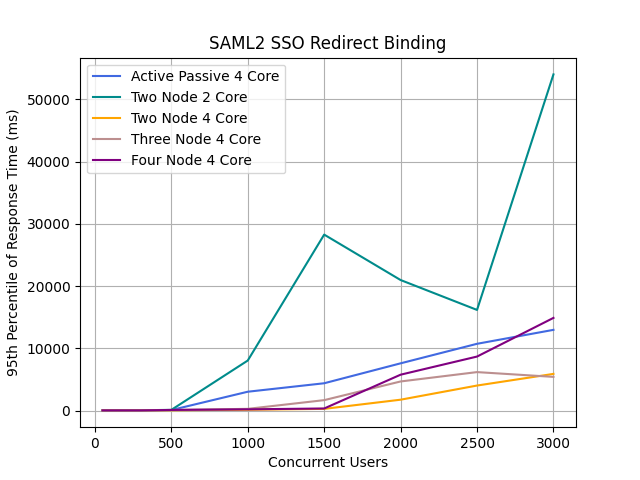 SAML2 SSO Redirect Binding
Active Passive 4 Core
Two Node 2 Core
Two Node 4 Core
Three Node 4 Core
Four Node 4 Core
95th Percentile of Response Time (ms)
50000
40000
30000
20000
10000
0
0 500 1000 1500 2000 2500 3000
Concurrent Users